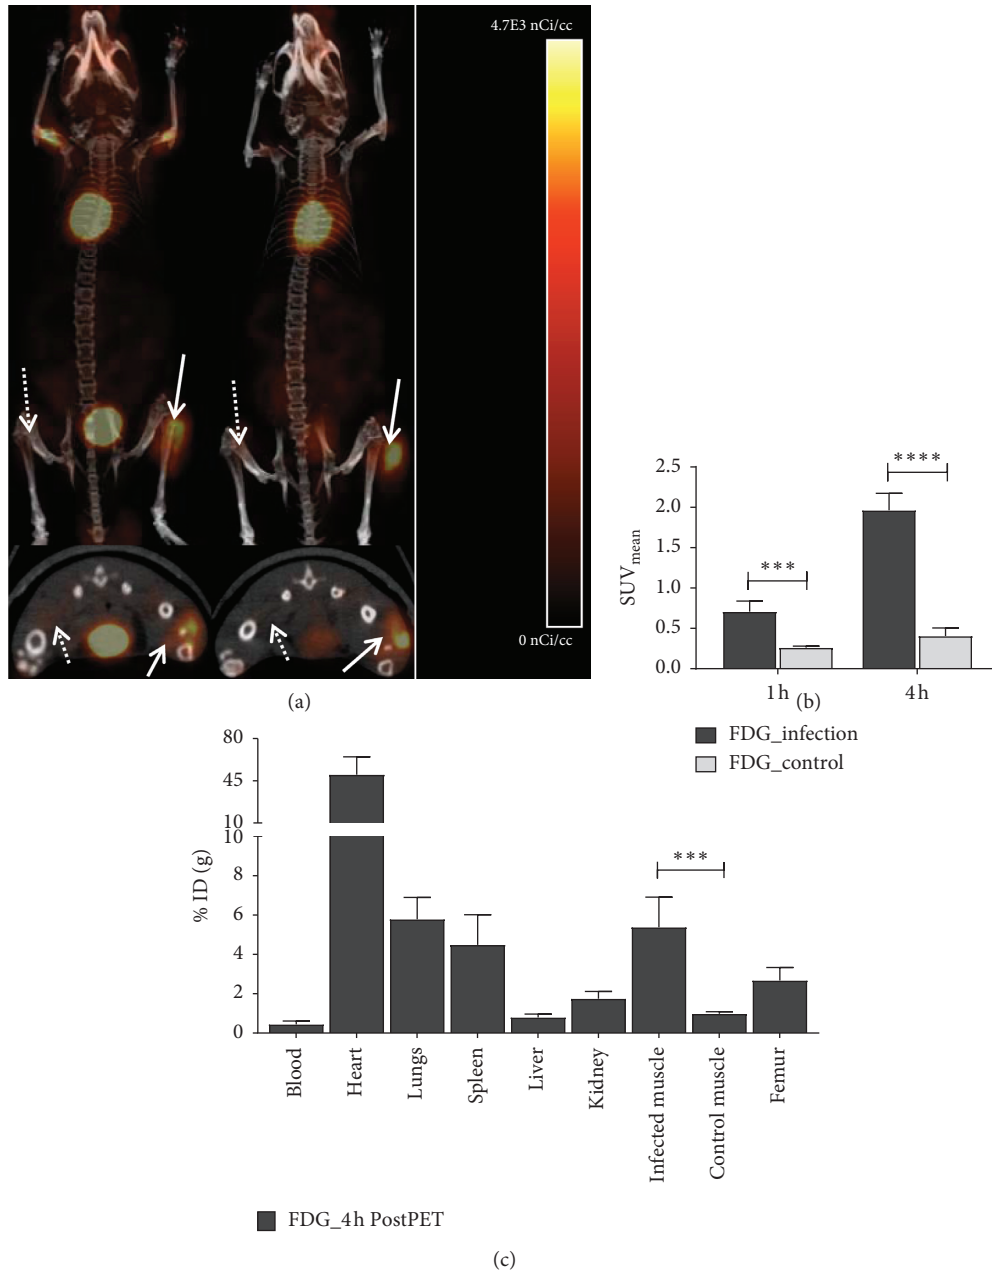 4.7E3 nCi/cc
0 nCi/cc
(a)
SUVmean
2.5
2.0
1.5
1.0
0.5
0.0
***
****
1 h
4 h
(b)
FDG_infection
FDG_control
% ID (g)
80
45
10
10
8
6
4
2
0
***
Blood
Heart
Lungs
Spleen
Liver
Kidney
Infected muscle
Control muscle
Femur
FDG_4h PostPET
(c)